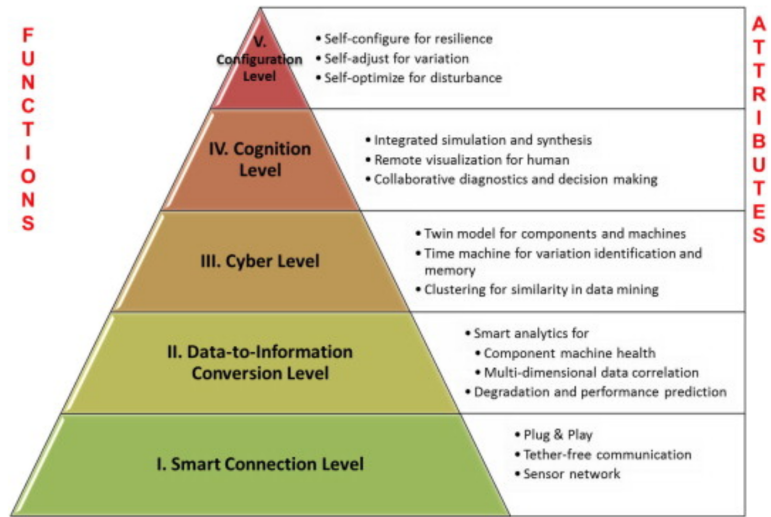 FUNCTIONS
ATTRIBUTES
V.
Configuration
Level
• Self-configure for resilience
• Self-adjust for variation
• Self-optimize for disturbance
IV. Cognition
Level
• Integrated simulation and synthesis
• Remote visualization for human
• Collaborative diagnostics and decision making
III. Cyber Level
• Twin model for components and machines
• Time machine for variation identification and
memory
• Clustering for similarity in data mining
II. Data-to-Information
Conversion Level
• Smart analytics for
• Component machine health
• Multi-dimensional data correlation
• Degradation and performance prediction
I. Smart Connection Level
• Plug & Play
• Tether-free communication
• Sensor network